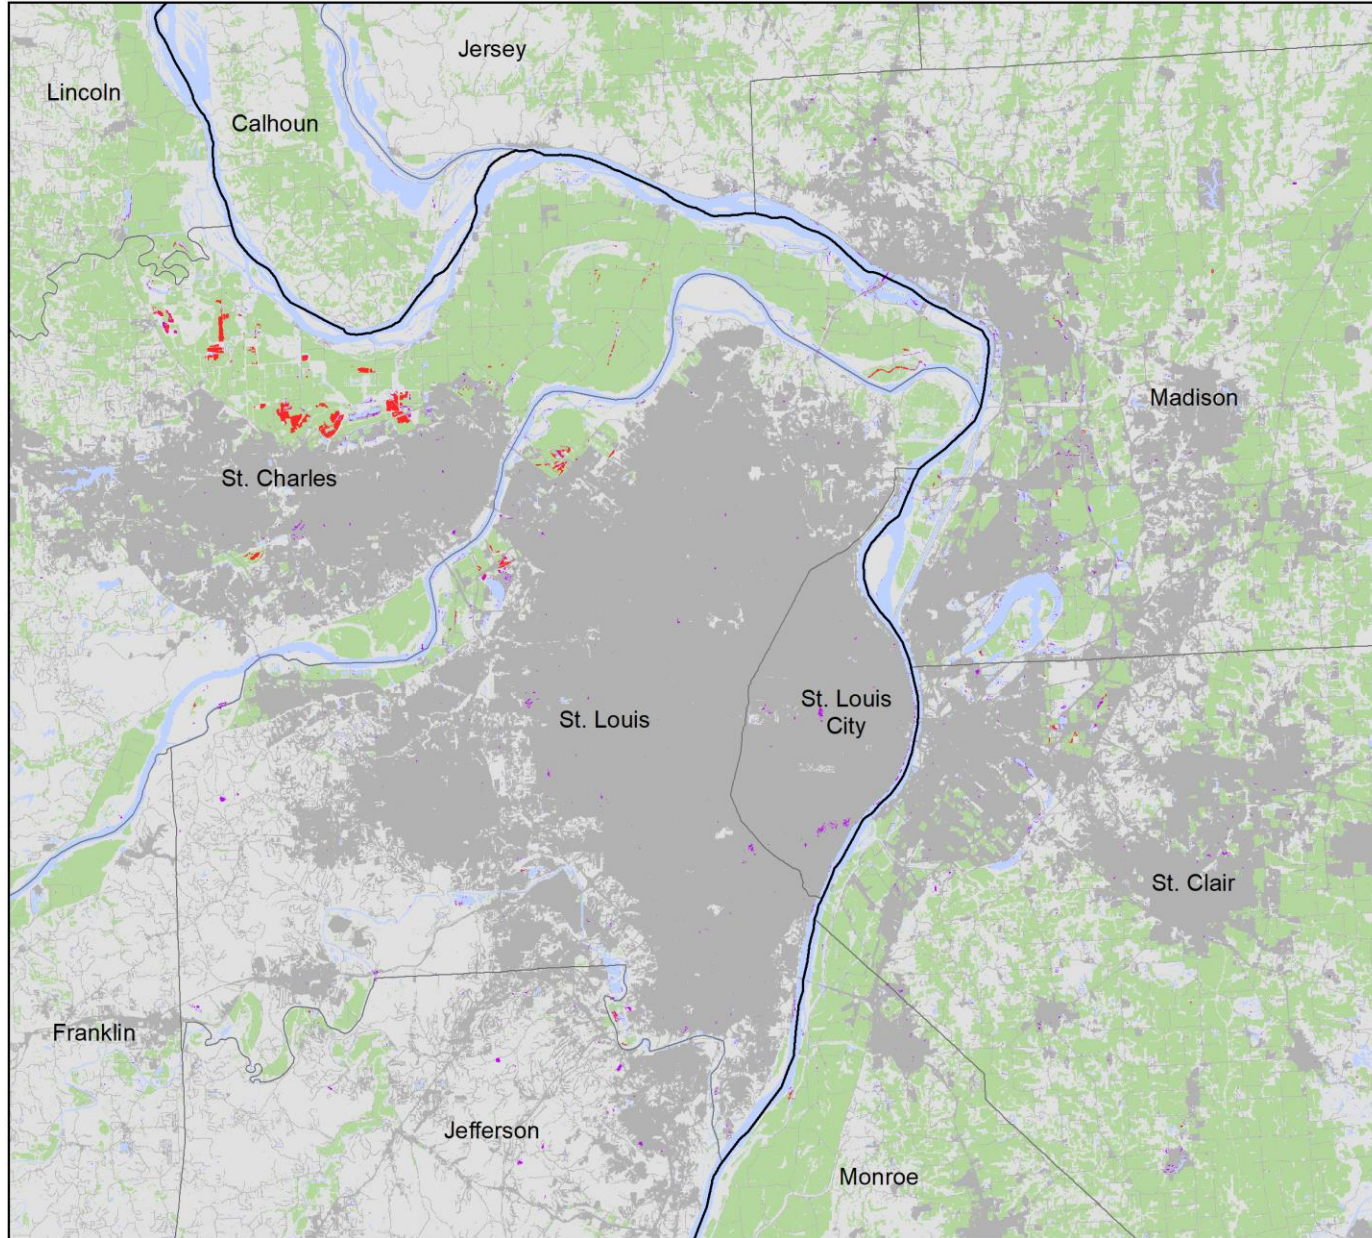 Jersey
Lincoln
Calhoun
Madison
St. Charles
St. Louis
St. Louis
City
St. Clair
Franklin
Jefferson
Monroe